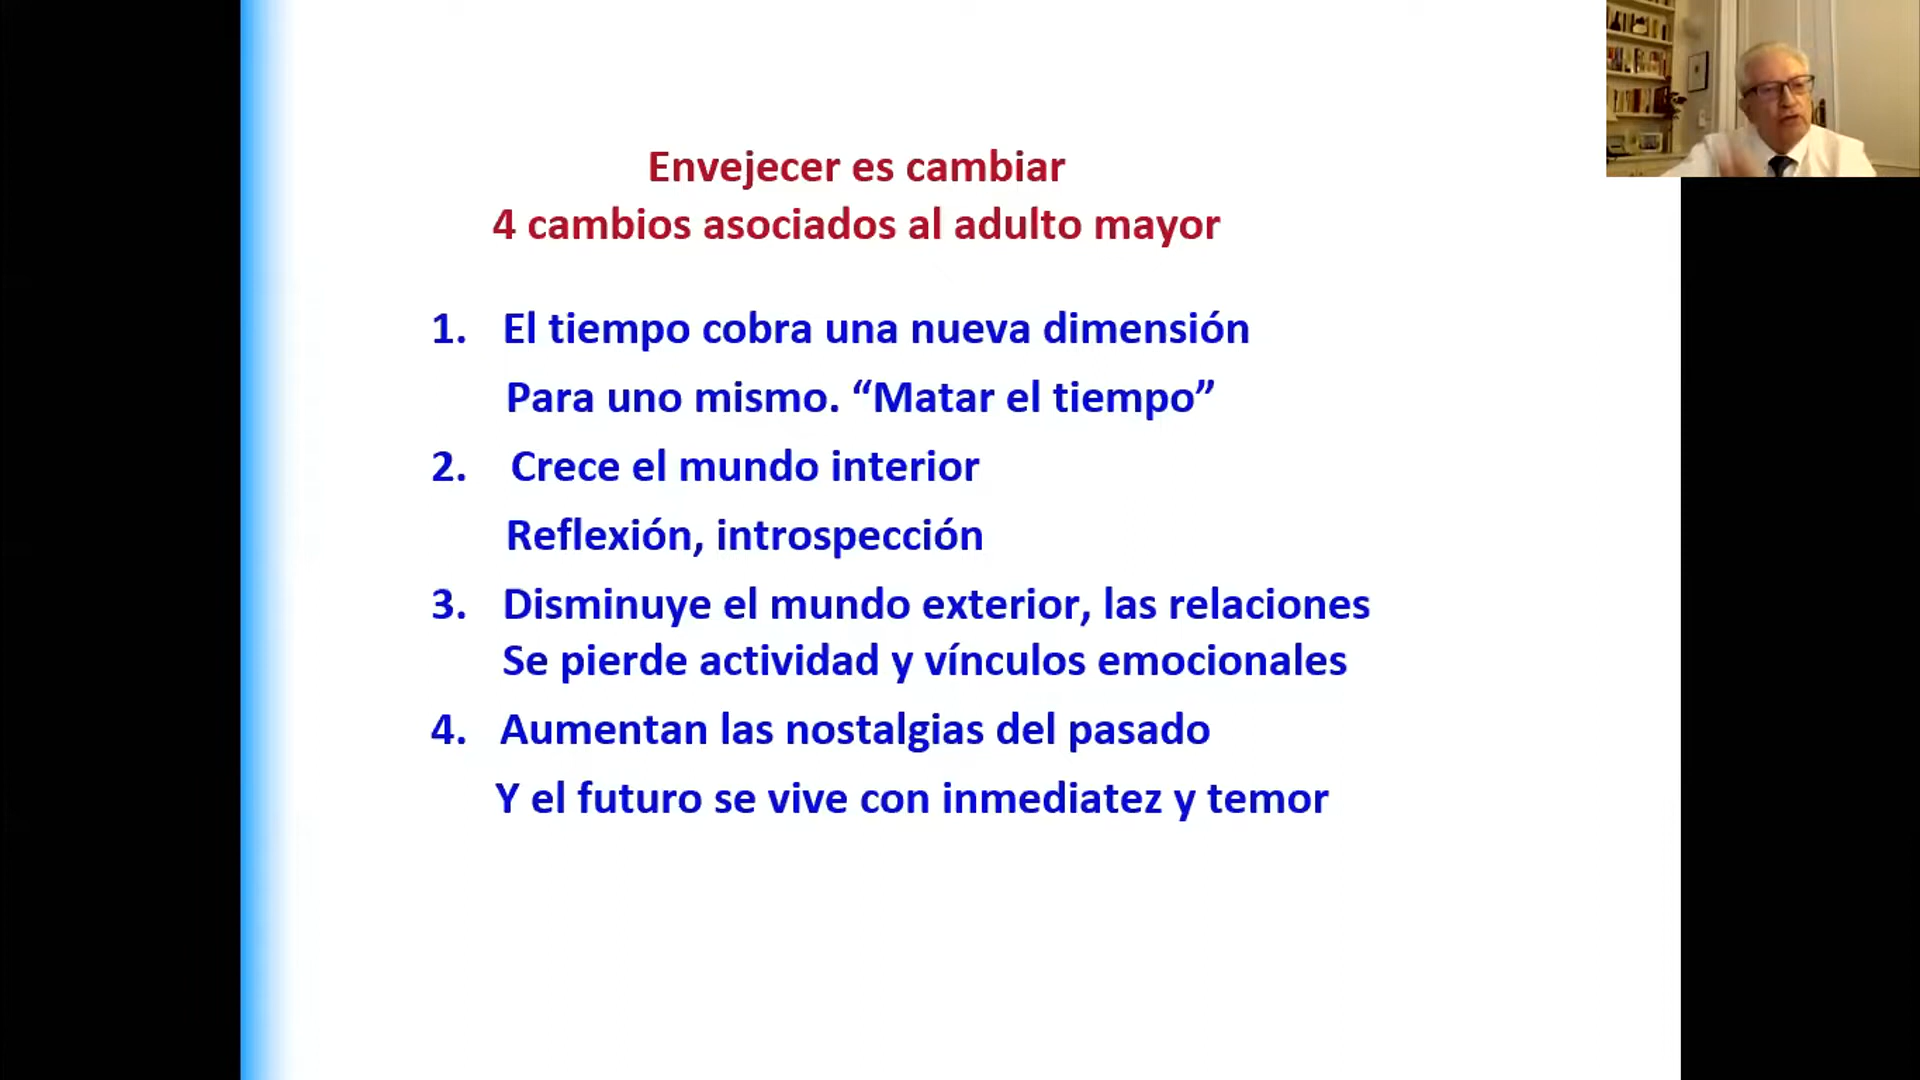 Envejecer es cambiar
4 cambios asociados al adulto mayor
1. El tiempo cobra una nueva dimensión
Para uno mismo. “Matar el tiempo”
2. Crece el mundo interior
Reflexión, introspección
3. Disminuye el mundo exterior, las relaciones
Se pierde actividad y vínculos emocionales
4. Aumentan las nostalgias del pasado
Y el futuro se vive con inmediatez y temor